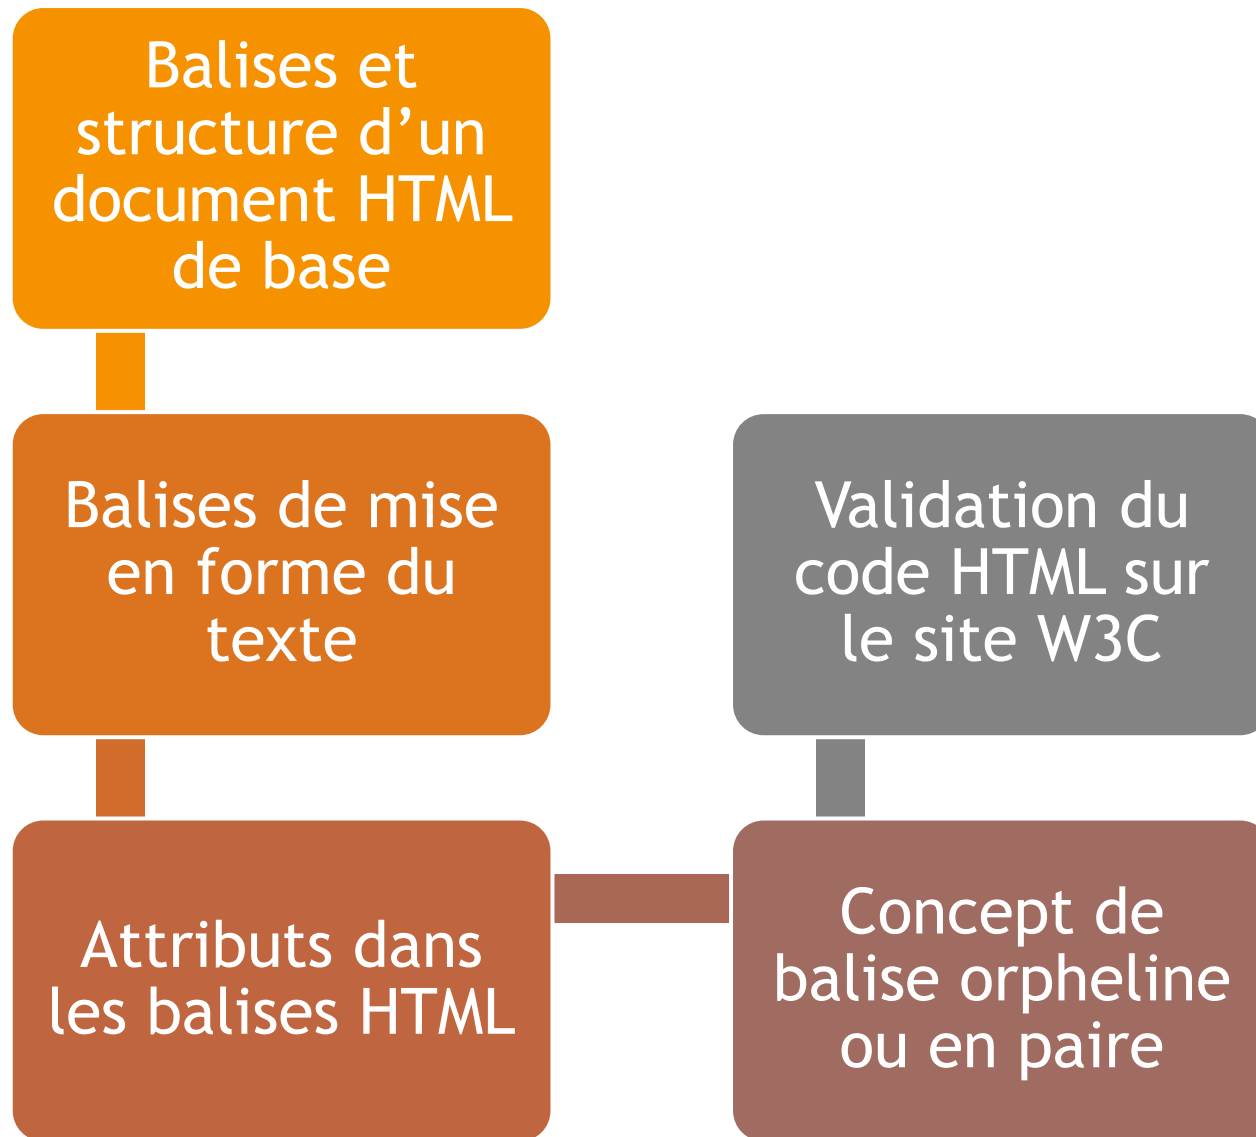 Balises et
structure d’un
document HTML
de base
Balises de mise
en forme du
texte
Attributs dans
les balises HTML
Concept de
balise orpheline
ou en paire
Validation du
code HTML sur
le site W3C